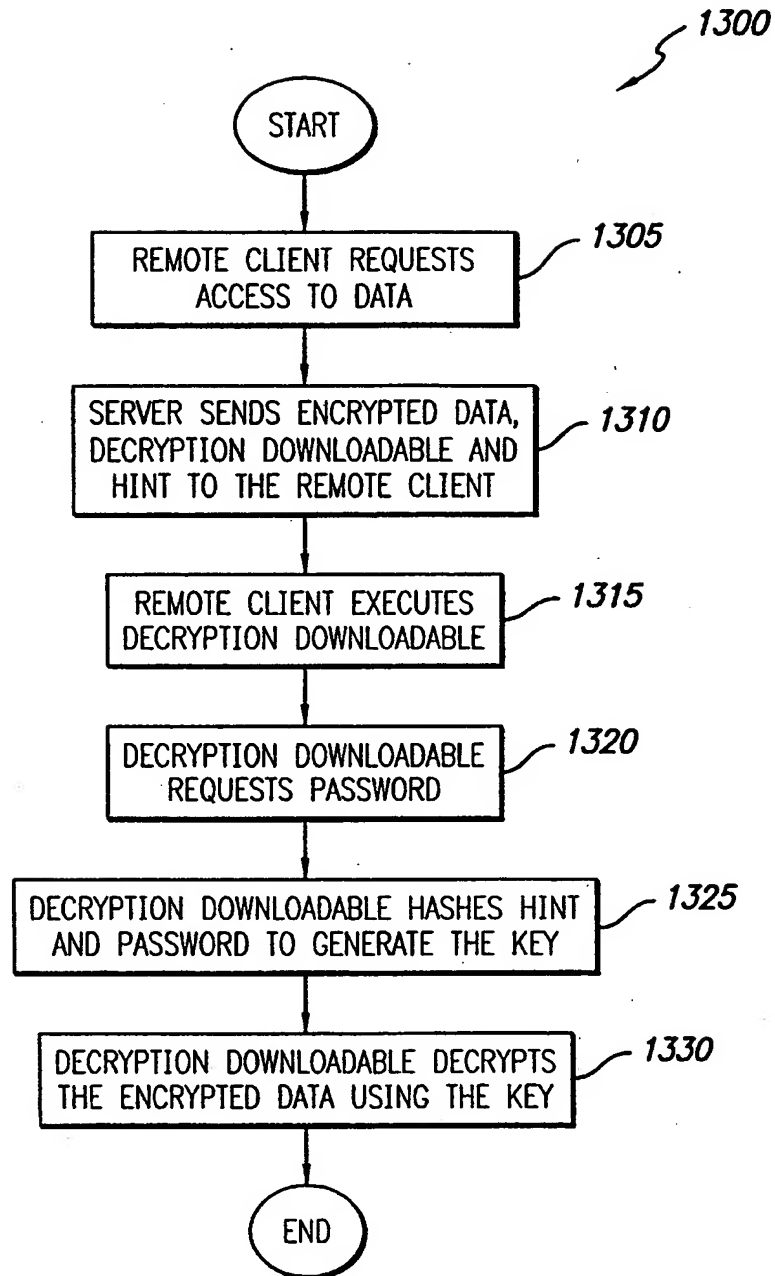 1300
START
REMOTE CLIENT REQUESTS
ACCESS TO DATA
1305
SERVER SENDS ENCRYPTED DATA,
DECRYPTION DOWNLOADABLE AND
HINT TO THE REMOTE CLIENT
1310
REMOTE CLIENT EXECUTES
DECRYPTION DOWNLOADABLE
1315
DECRYPTION DOWNLOADABLE
REQUESTS PASSWORD
1320
DECRYPTION DOWNLOADABLE HASHES HINT
AND PASSWORD TO GENERATE THE KEY
1325
DECRYPTION DOWNLOADABLE DECRYPTS
THE ENCRYPTED DATA USING THE KEY
1330
END